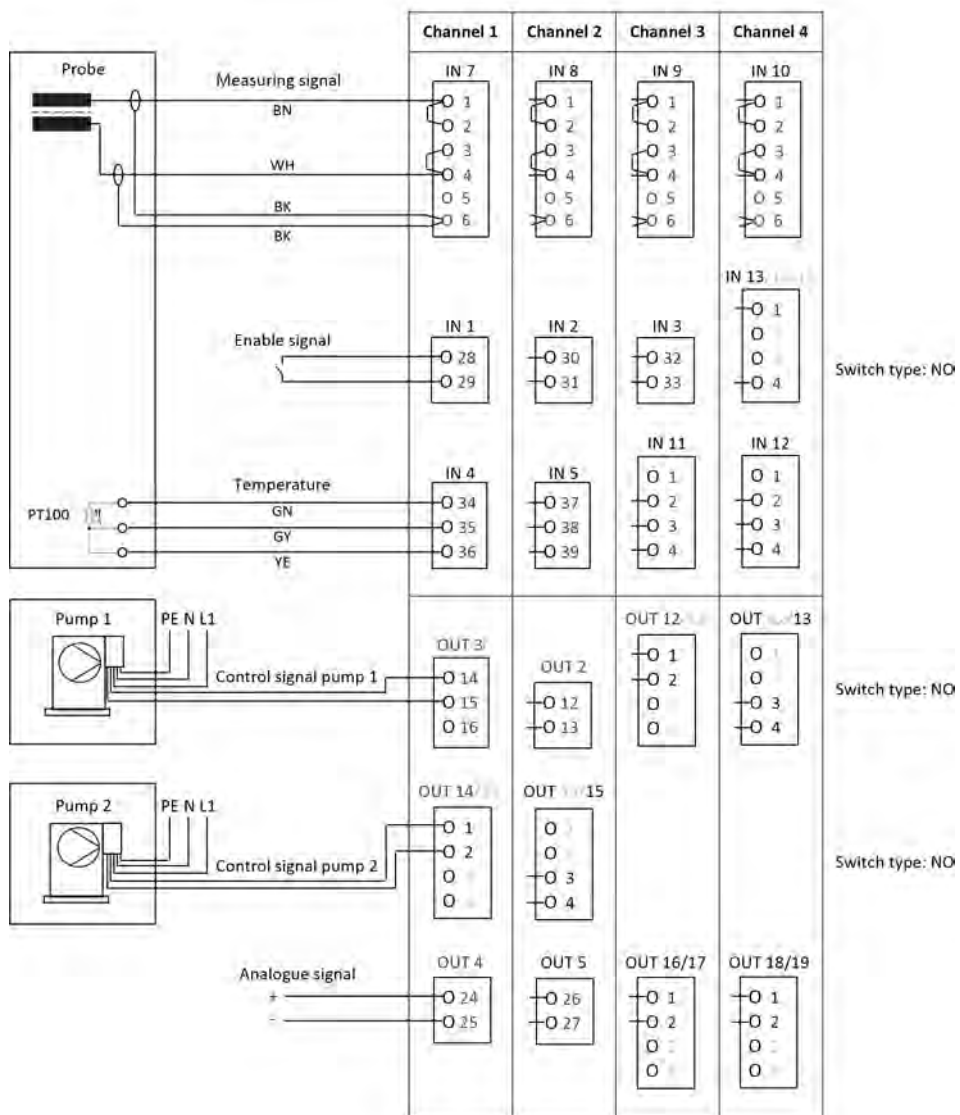 Channel 1 Channel 2 Channel 3 Channel 4
Probe
IN 7 IN 8 IN 9 IN 10
Measuring signal
1 1 1 1
BN
2 2 2 2
3 3 3 3
WH
4 4 4 4
5 5 5 5
BK
6 6 6 6
BK
IN 13
1
IN 1 IN 2 IN 3
Enable signal
28 30 32
29 31 33 4
Switch type: NO
IN 11 IN 12
IN 4 IN 5
1 1
Temperature
34 37 2 2
GN
PT100
35 38 3 3
GY
36 39 4 4
YE
Pump 1 PE N L1
OUT 12 OUT 13
OUT 3
OUT 2
1
Control signal pump 1
14 2
15 12 3
16 13 4
Switch type: NO
Pump 2 PE N L1
OUT 14 OUT 15
1
2
Control signal pump 2
3
4
Switch type: NO
Analogue signal
OUT 4 OUT 5 OUT 16/17 OUT 18/19
+ 24 26 1 1
- 25 27 2 2